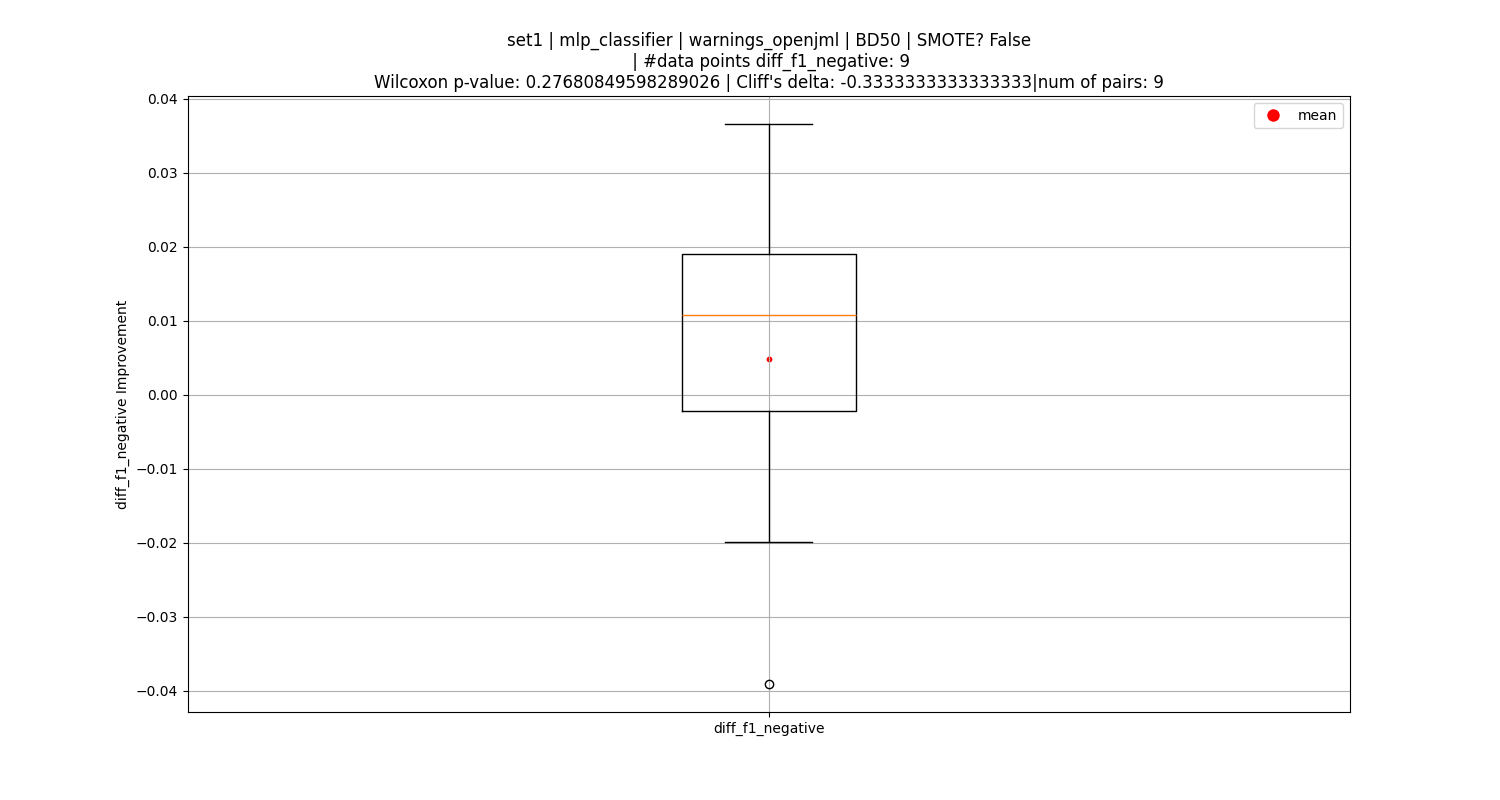 set1 | mlp_classifier | warnings_openjml | BD50 | SMOTE? False
| #data points diff_f1_negative: 9
Wilcoxon p-value: 0.27680849598289026 | Cliff's delta: -0.3333333333333333|num of pairs: 9
mean
0.04
0.03
0.02
0.01
0.00
−0.01
−0.02
−0.03
−0.04
diff_f1_negative Improvement
diff_f1_negative